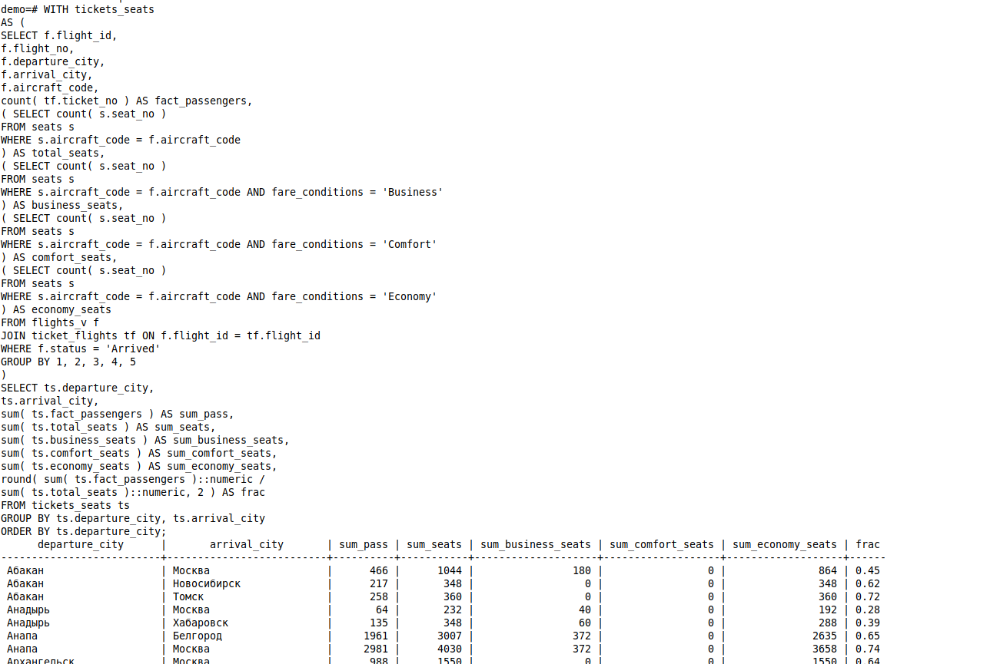 demo=# WITH tickets_seats
AS (
SELECT f.flight_id,
f.flight_no,
f.departure_city,
f.arrival_city,
f.aircraft_code,
count( tf.ticket_no ) AS fact_passengers,
( SELECT count( s.seat_no )
FROM seats s
WHERE s.aircraft_code = f.aircraft_code
) AS total_seats,
( SELECT count( s.seat_no )
FROM seats s
WHERE s.aircraft_code = f.aircraft_code AND fare_conditions = 'Business'
) AS business_seats,
( SELECT count( s.seat_no )
FROM seats s
WHERE s.aircraft_code = f.aircraft_code AND fare_conditions = 'Comfort'
) AS comfort_seats,
( SELECT count( s.seat_no )
FROM seats s
WHERE s.aircraft_code = f.aircraft_code AND fare_conditions = 'Economy'
) AS economy_seats
FROM flights_v f
JOIN ticket_flights tf ON f.flight_id = tf.flight_id
WHERE f.status = 'Arrived'
GROUP BY 1, 2, 3, 4, 5
)
SELECT ts.departure_city,
ts.arrival_city,
sum( ts.fact_passengers ) AS sum_pass,
sum( ts.total_seats ) AS sum_seats,
sum( ts.business_seats ) AS sum_business_seats,
sum( ts.comfort_seats ) AS sum_comfort_seats,
sum( ts.economy_seats ) AS sum_economy_seats,
round( sum( ts.fact_passengers )::numeric /
sum( ts.total_seats )::numeric, 2 ) AS frac
FROM tickets_seats ts
GROUP BY ts.departure_city, ts.arrival_city
ORDER BY ts.departure_city;
departure_city | arrival_city | sum_pass | sum_seats | sum_business_seats | sum_comfort_seats | sum_economy_seats | frac
--------------------------+--------------------------+----------+-----------+--------------------+-------------------+-------------------+------
Абакан | Москва | 466 | 1044 | 180 | 0 | 864 | 0.45
Абакан | Новосибирск | 217 | 348 | 0 | 0 | 348 | 0.62
Абакан | Томск | 258 | 360 | 0 | 0 | 360 | 0.72
Анадырь | Москва | 64 | 232 | 40 | 0 | 192 | 0.28
Анадырь | Хабаровск | 135 | 348 | 60 | 0 | 288 | 0.39
Анапа | Белгород | 1961 | 3007 | 372 | 0 | 2635 | 0.65
Анапа | Москва | 2981 | 4030 | 372 | 0 | 3658 | 0.74
Архангельск | Москва | 988 | 1550 | 0 | 0 | 1550 | 0.64